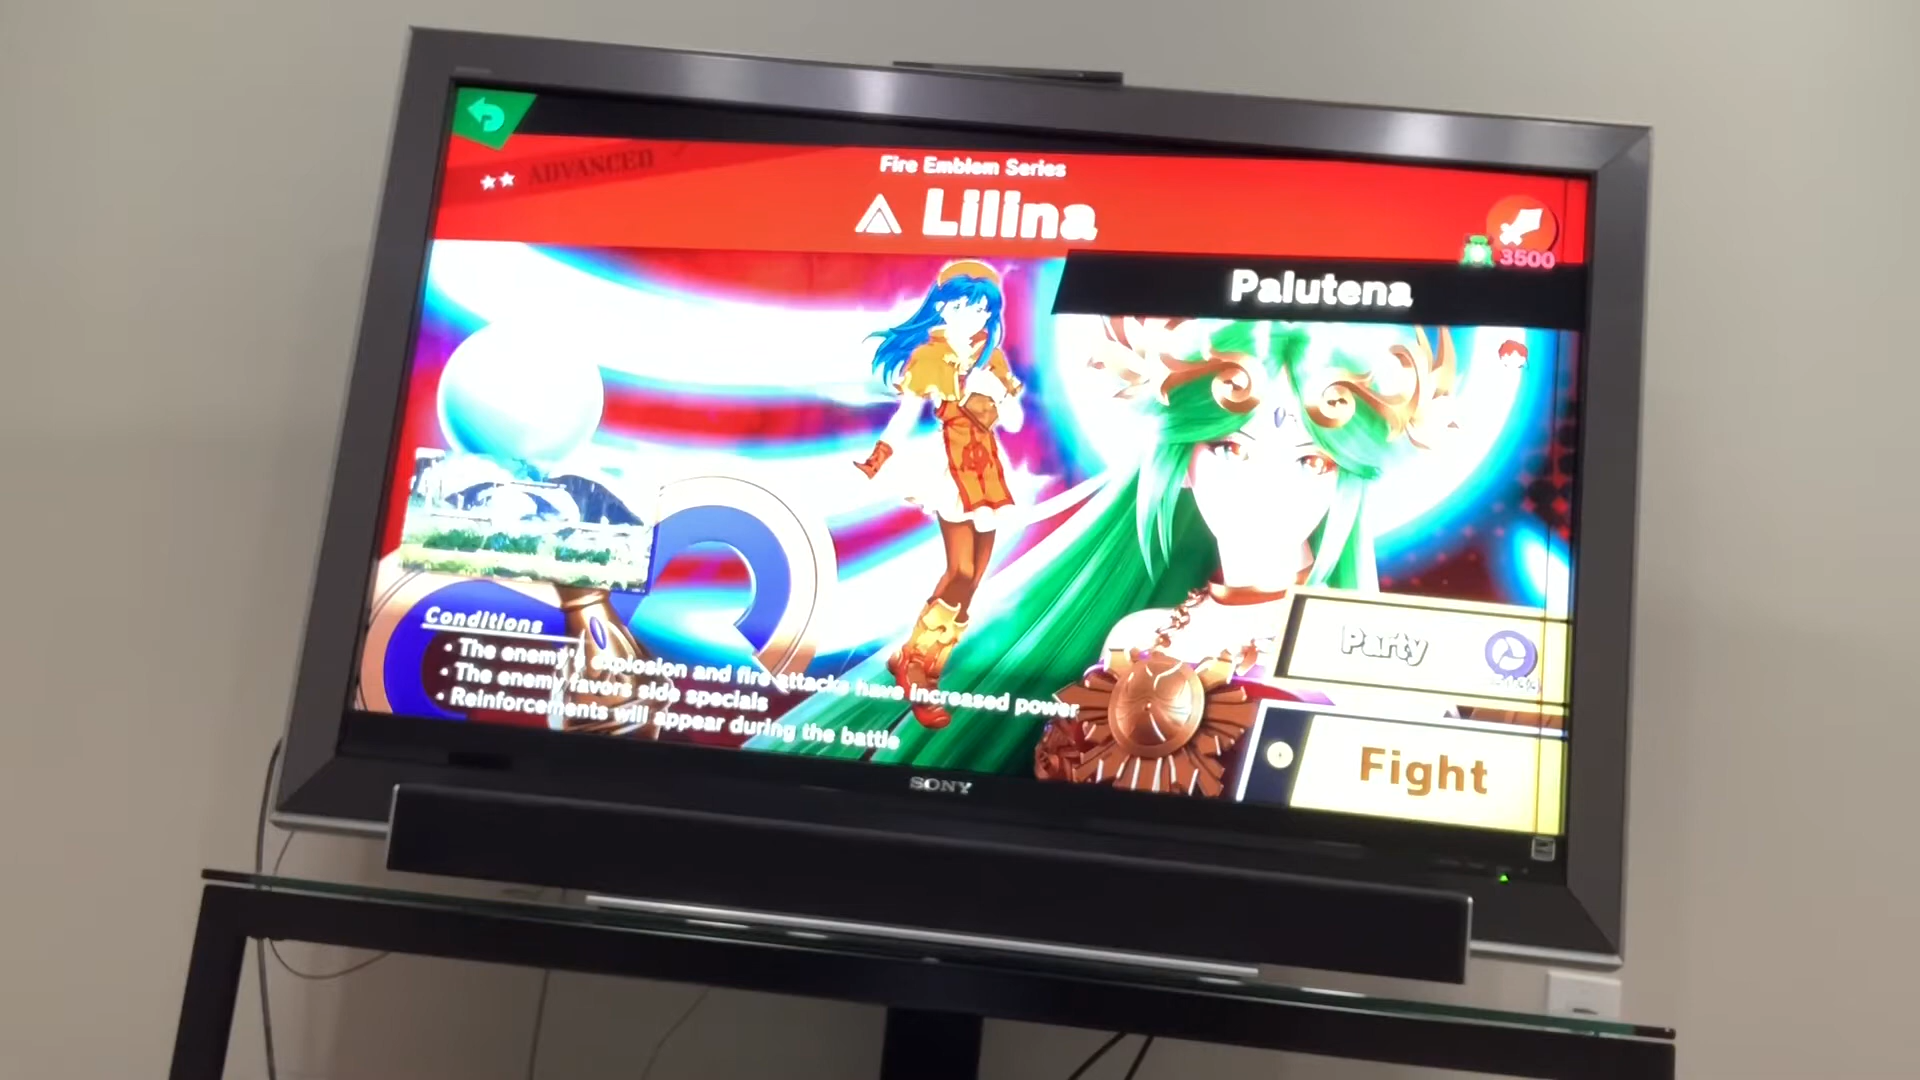 ADVANCED
Fire Emblem Series
Lilina
3500
Palutena
Conditions
• The enemy's explosion and fire attacks have increased power
• The enemy favors side specials
• Reinforcements will appear during the battle
Party
Fight
SONY